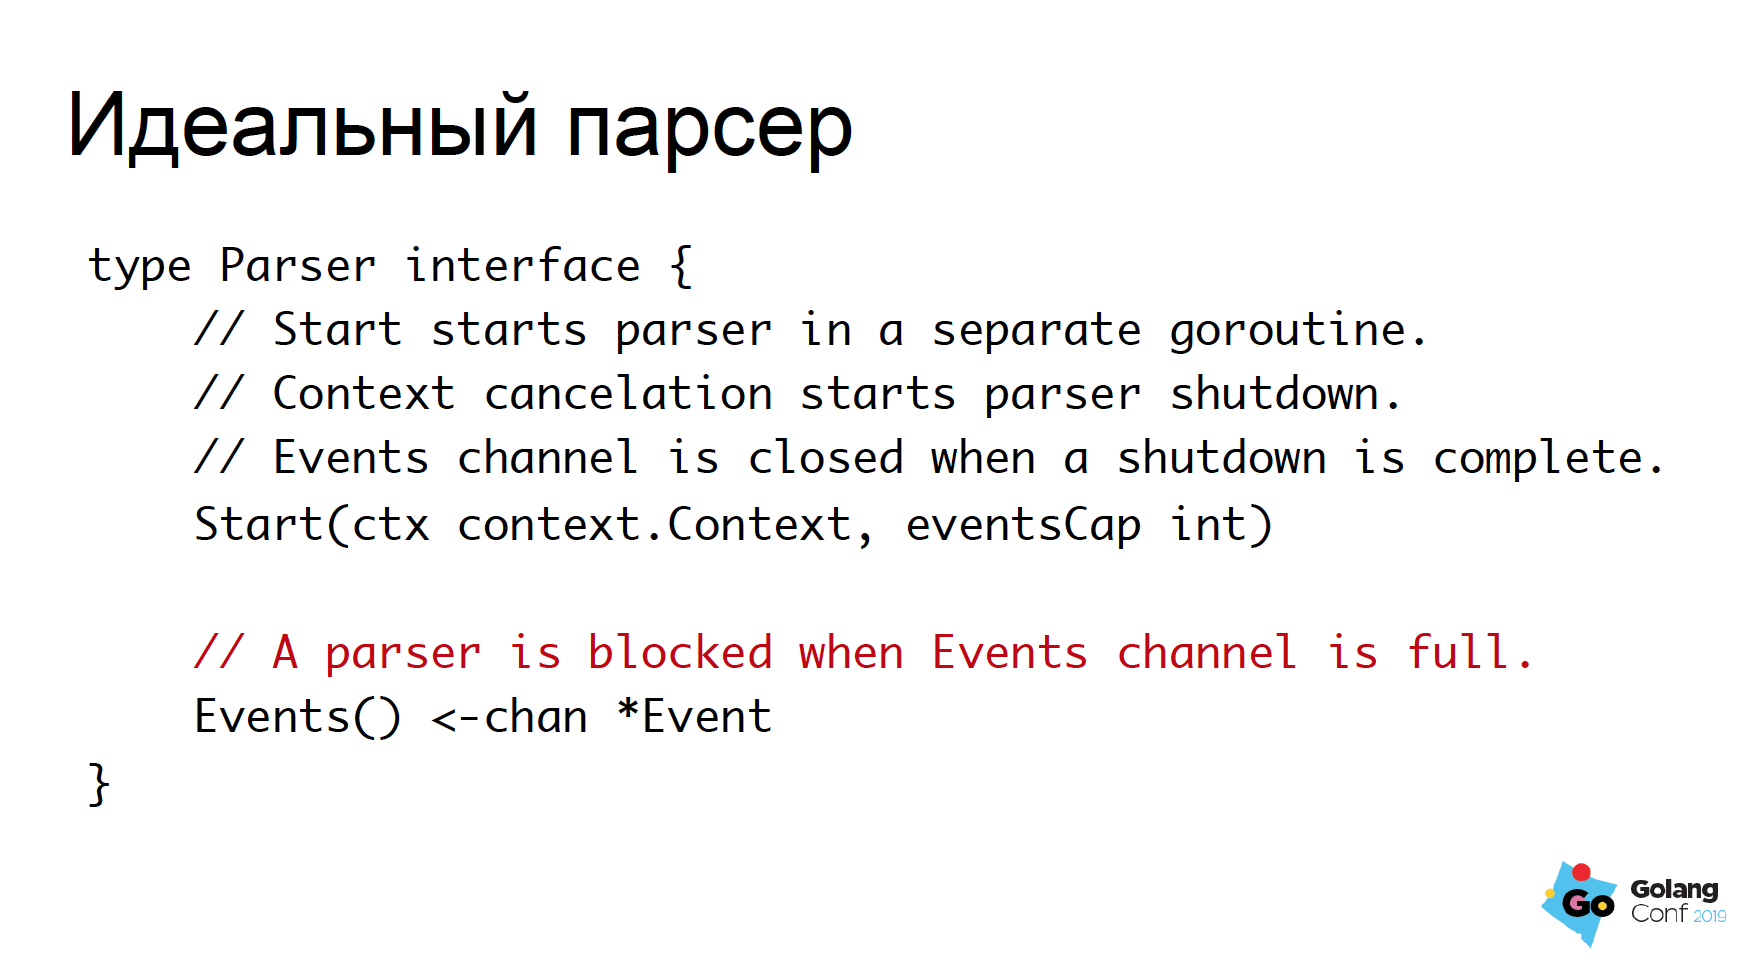 Идеальный парсер
type Parser interface {
// Start starts parser in a separate goroutine.
// Context cancelation starts parser shutdown.
// Events channel is closed when a shutdown is complete.
Start(ctx context.Context, eventsCap int)
// A parser is blocked when Events channel is full.
Events() <-chan *Event
}
Go
Golang
Conf 2019